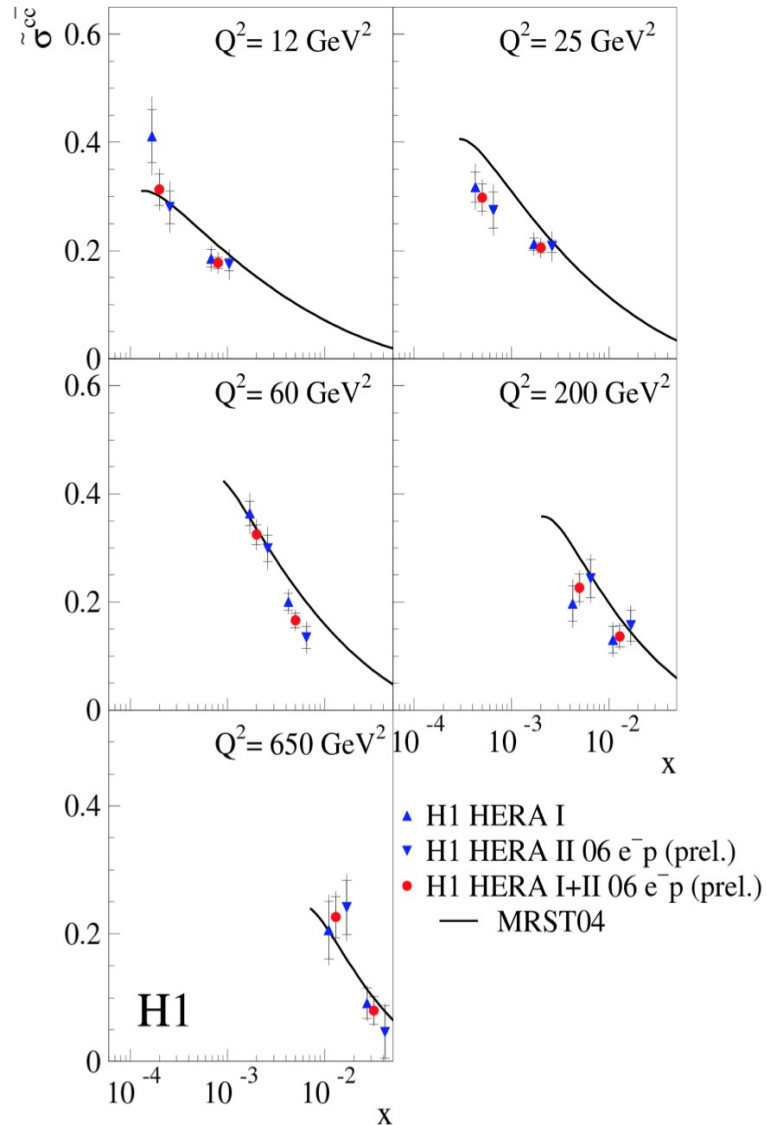 σ̃^cc̄
Q²= 12 GeV²
Q²= 25 GeV²
0.6
0.4
0.2
0
Q²= 60 GeV²
Q²= 200 GeV²
0.6
0.4
0.2
0
10⁻⁴ 10⁻³ 10⁻²
x
Q²= 650 GeV²
0.4
0.2
0
H1
10⁻⁴ 10⁻³ 10⁻²
x
H1 HERA I
H1 HERA II 06 e⁻p (prel.)
H1 HERA I+II 06 e⁻p (prel.)
MRST04